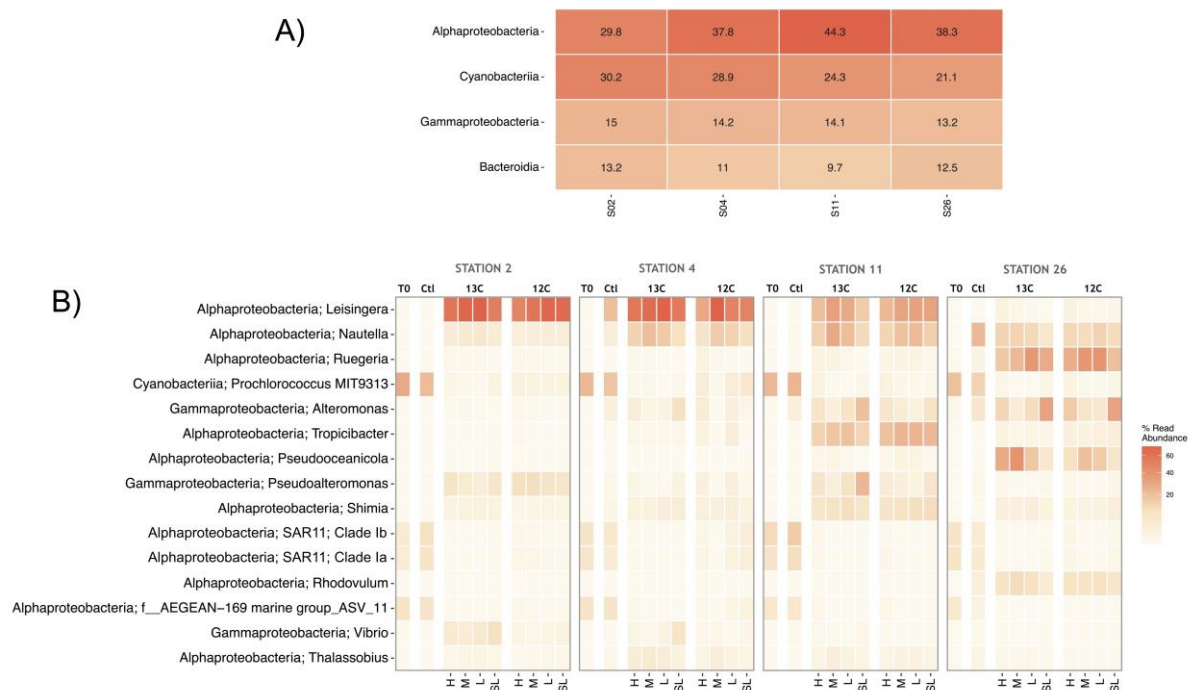 A)
Alphaproteobacteria-
29.8 37.8 44.3 38.3
Cyanobacteriia-
30.2 28.9 24.3 21.1
Gammaproteobacteria-
15 14.2 14.1 13.2
Bacteroidia-
13.2 11 9.7 12.5
S02- S04- S11- S26-
B)
STATION 2 STATION 4 STATION 11 STATION 26
T0 Ctl 13C 12C T0 Ctl 13C 12C T0 Ctl 13C 12C T0 Ctl 13C 12C
Alphaproteobacteria; Leisingera-
Alphaproteobacteria; Nautella-
Alphaproteobacteria; Ruegeria-
Cyanobacteriia; Prochlorococcus MIT9313-
Gammaproteobacteria; Alteromonas-
Alphaproteobacteria; Tropicibacter-
Alphaproteobacteria; Pseudooceanicola-
Gammaproteobacteria; Pseudoalteromonas-
Alphaproteobacteria; Shimia-
Alphaproteobacteria; SAR11; Clade Ib-
Alphaproteobacteria; SAR11; Clade Ia-
Alphaproteobacteria; Rhodovulum-
Alphaproteobacteria; f__AEGEAN-169 marine group_ASV_11-
Gammaproteobacteria; Vibrio-
Alphaproteobacteria; Thalassobius-
H- M- L- SL- H- M- L- SL- H- M- L- SL- H- M- L- SL- H- M- L- SL- H- M- L- SL- H- M- L- SL- H- M- L- SL-
% Read
Abundance
60
40
20